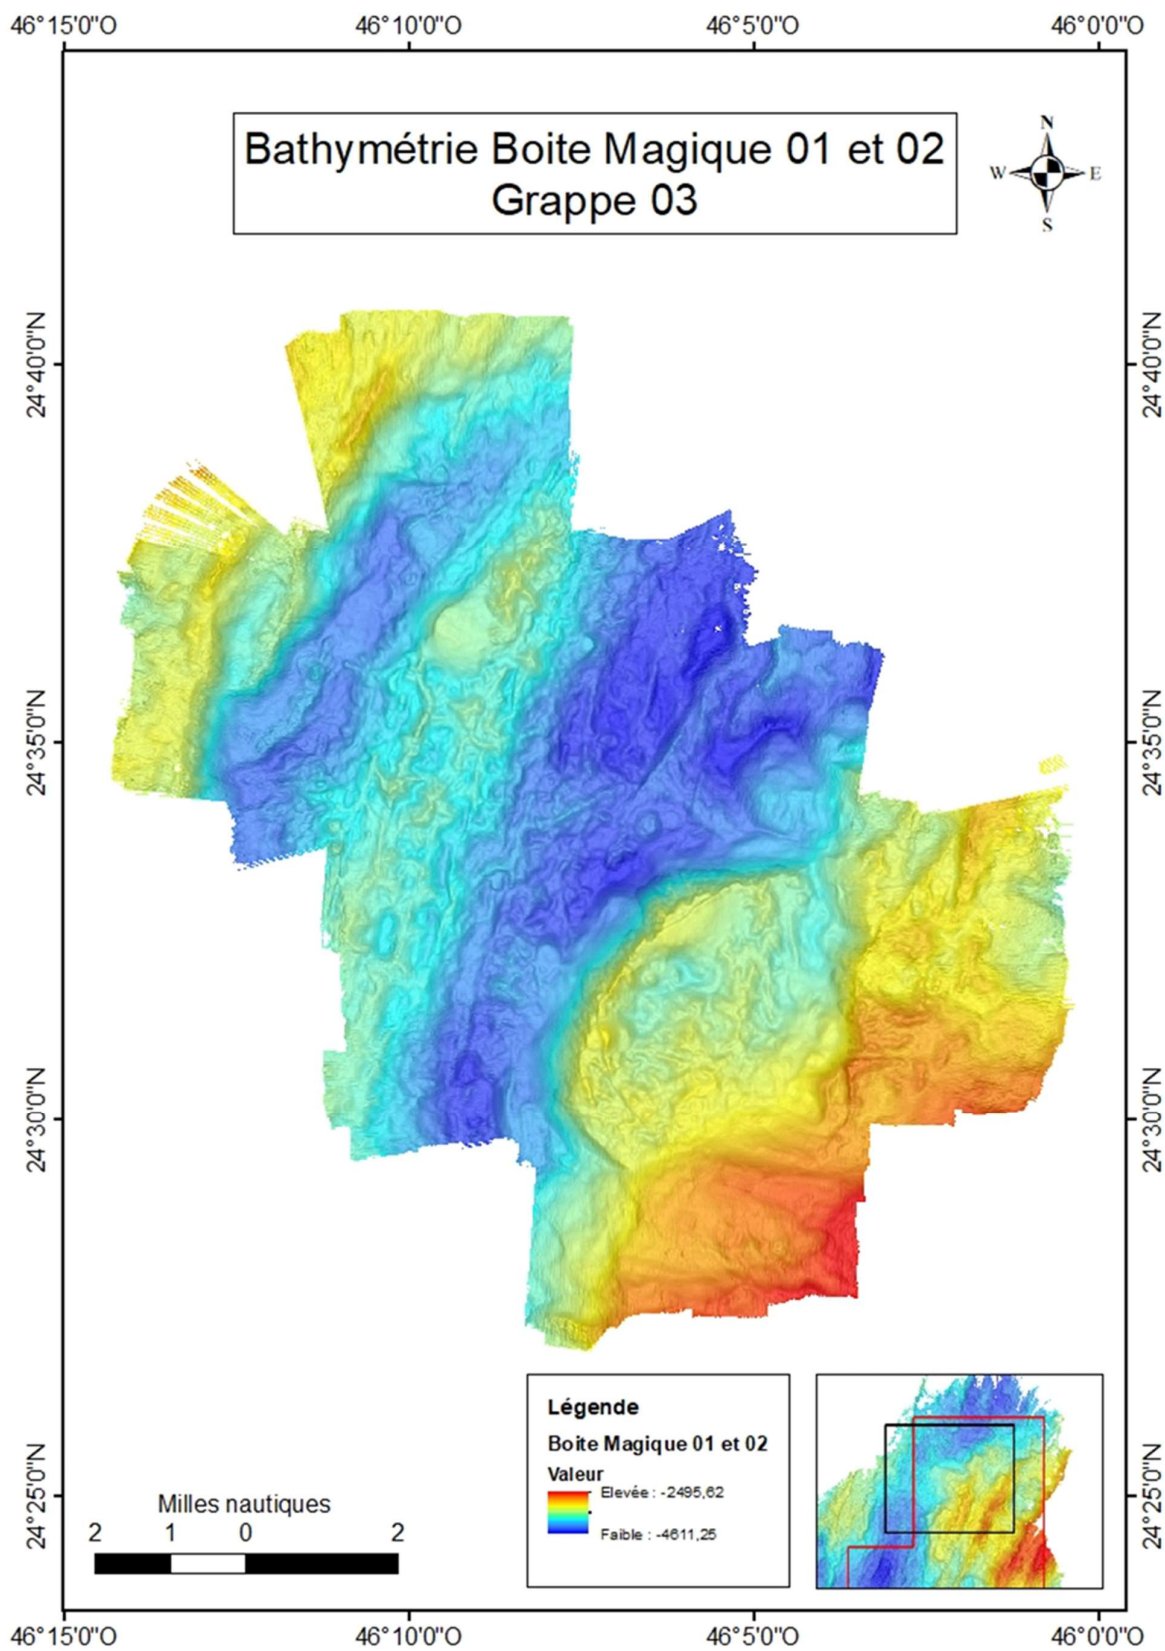 46°15'0"O 46°10'0"O 46°5'0"O 46°0'0"O
Bathymétrie Boite Magique 01 et 02
Grappe 03
N
W E
S
24°40'0"N 24°40'0"N
24°35'0"N 24°35'0"N
24°30'0"N 24°30'0"N
24°25'0"N 24°25'0"N
Milles nautiques
2 1 0 2
Légende
Boite Magique 01 et 02
Valeur
Elevée : -2495,62
Faible : -4611,25
46°15'0"O 46°10'0"O 46°5'0"O 46°0'0"O